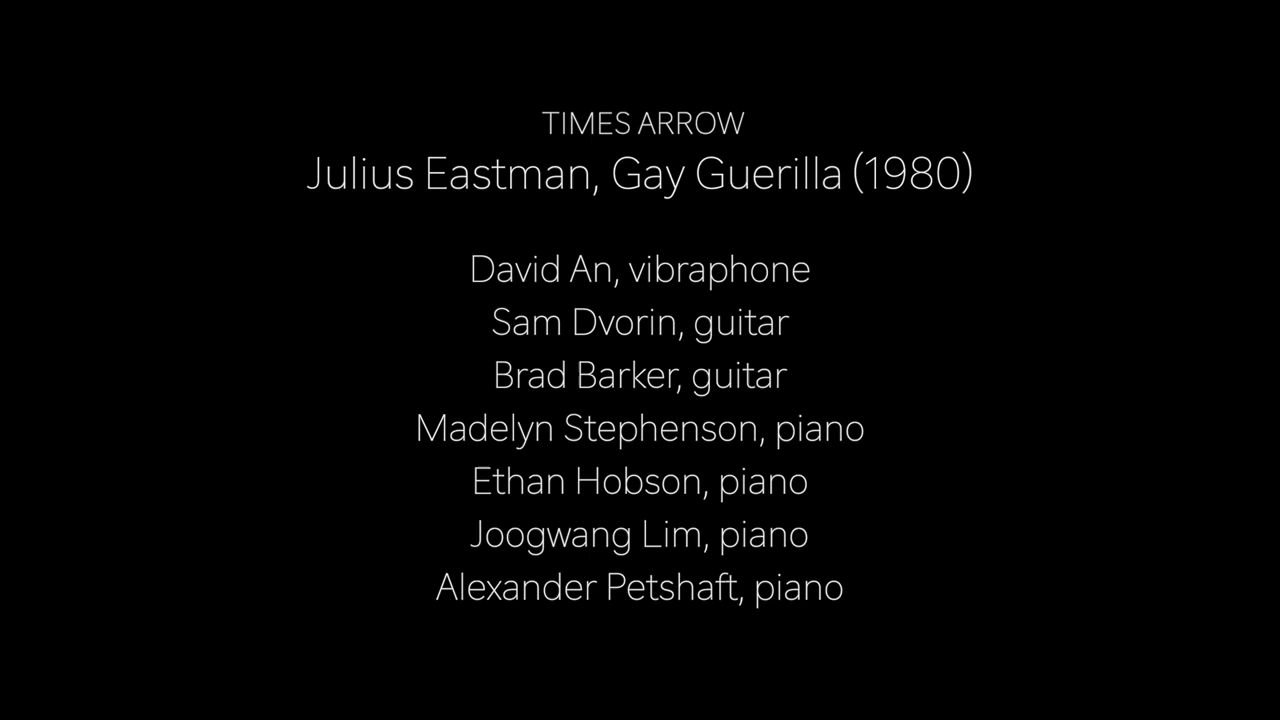 TIMES ARROW
Julius Eastman, Gay Guerilla (1980)
David An, vibraphone
Sam Dvorin, guitar
Brad Barker, guitar
Madelyn Stephenson, piano
Ethan Hobson, piano
Joogwang Lim, piano
Alexander Petshaft, piano